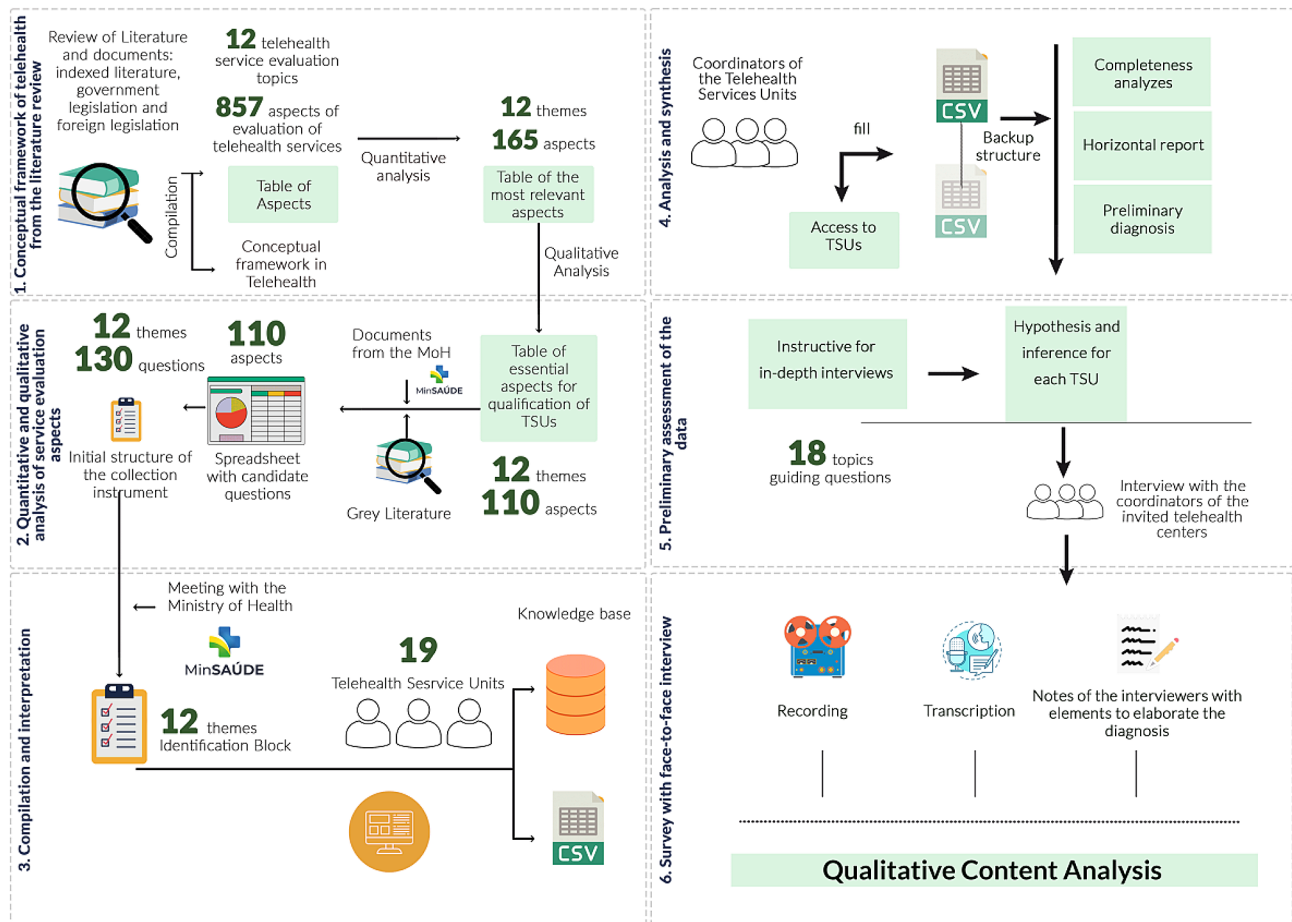 1. Conceptual framework of telehealth
from the literature review
Review of Literature
and documents:
indexed literature,
government
legislation and
foreign legislation
12 telehealth
service evaluation
topics
857 aspects of
evaluation of
telehealth services
Compilation
Table of
Aspects
Conceptual
framework in
Telehealth
Quantitative
analysis
12 themes
165 aspects
Table of the
most relevant
aspects
Qualitative
Analysis
2. Quantitative and qualitative
analysis of service evaluation
aspects
12 themes
130 questions
Initial structure of
the collection
instrument
110
aspects
Spreadsheet
with candidate
questions
Documents
from the MoH
MinSAÚDE
Grey Literature
Table of
essential
aspects for
qualification of
TSUs
12 themes
110 aspects
3. Compilation and interpretation
Meeting with the
Ministry of Health
MinSAÚDE
12 themes
Identification Block
19
Telehealth Sesrvice Units
Knowledge base
CSV
4. Analysis and synthesis
Coordinators of
the Telehealth
Services Units
fill
Access to
TSUs
CSV
CSV
Backup
structure
Completeness
analyzes
Horizontal report
Preliminary
diagnosis
5. Preliminary assessment of the
data
Instructive for
in-depth interviews
18 topics
guiding questions
Hypothesis and
inference for
each TSU
Interview with the
coordinators of the
invited telehealth
centers
6. Survey with face-to-face interview
Recording
Transcription
Notes of the interviewers with
elements to elaborate the
diagnosis
Qualitative Content Analysis